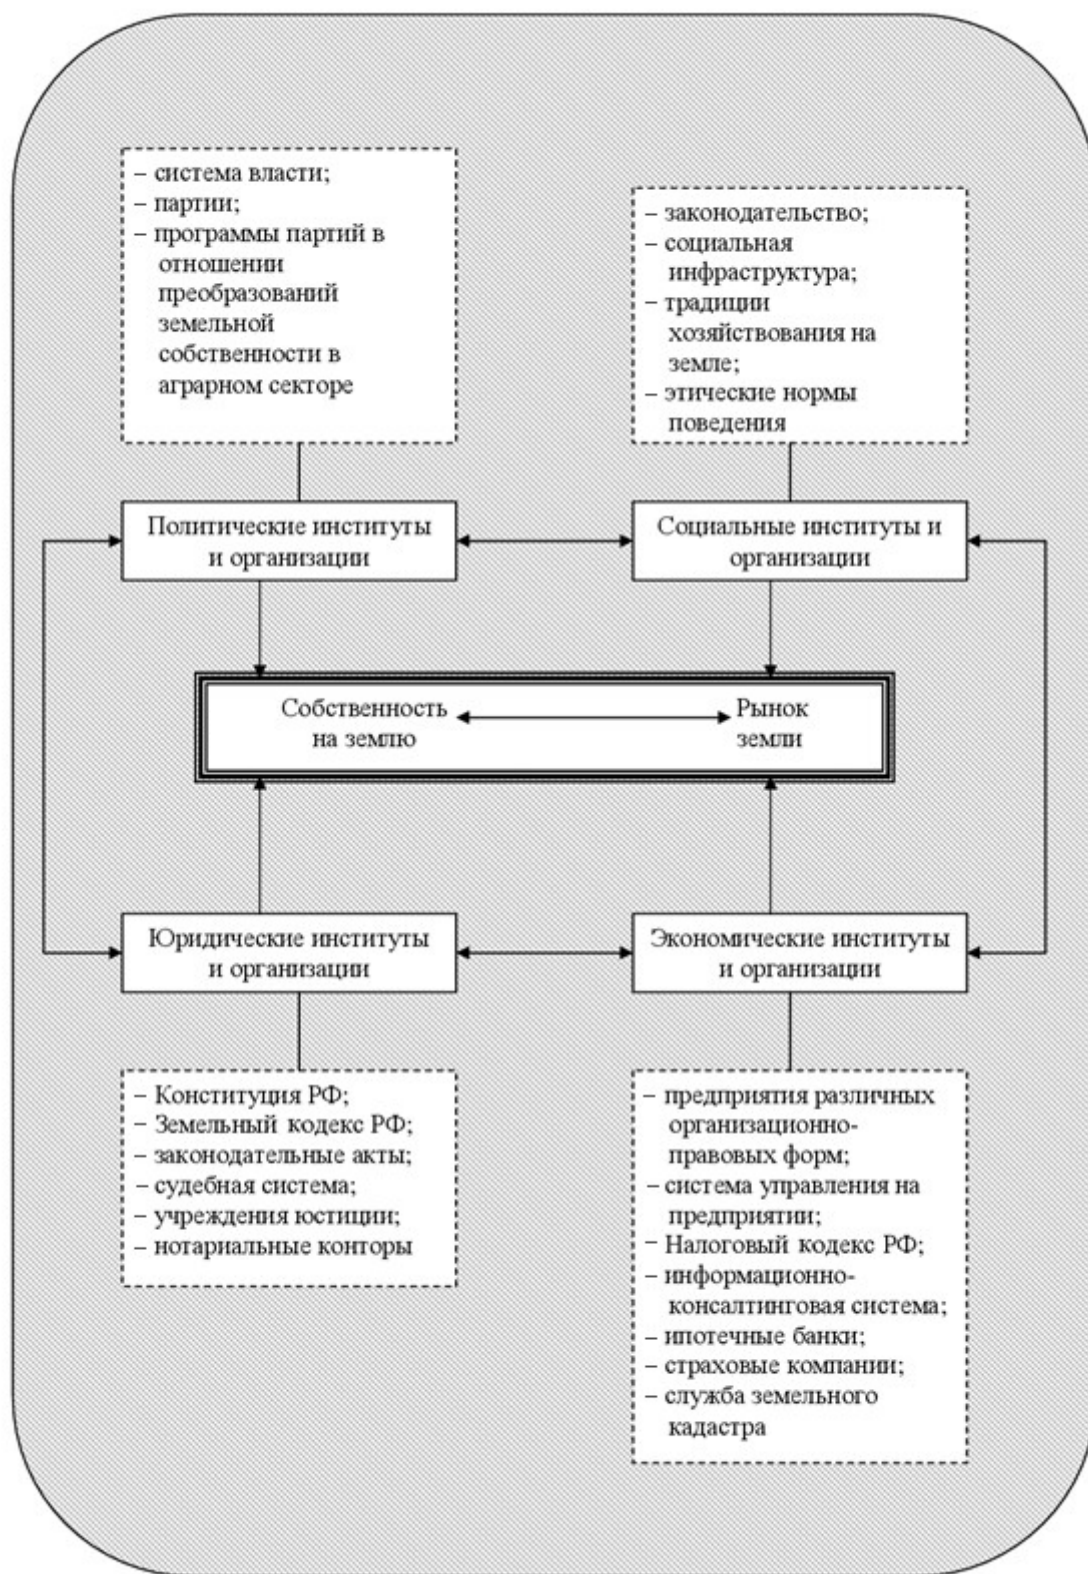 – система власти;
– партии;
– программы партий в
отношении
преобразований
земельной
собственности в
аграрном секторе
– законодательство;
– социальная
инфраструктура;
– традиции
хозяйствования на
земле;
– этические нормы
поведения
Политические институты
и организации
Социальные институты и
организации
Собственность
на землю
Рынок
земли
Юридические институты
и организации
Экономические институты
и организации
– Конституция РФ;
– Земельный кодекс РФ;
– законодательные акты;
– судебная система;
– учреждения юстиции;
– нотариальные конторы
– предприятия различных
организационно-
правовых форм;
– система управления на
предприятии;
– Налоговый кодекс РФ;
– информационно-
консалтинговая система;
– ипотечные банки;
– страховые компании;
– служба земельного
кадастра